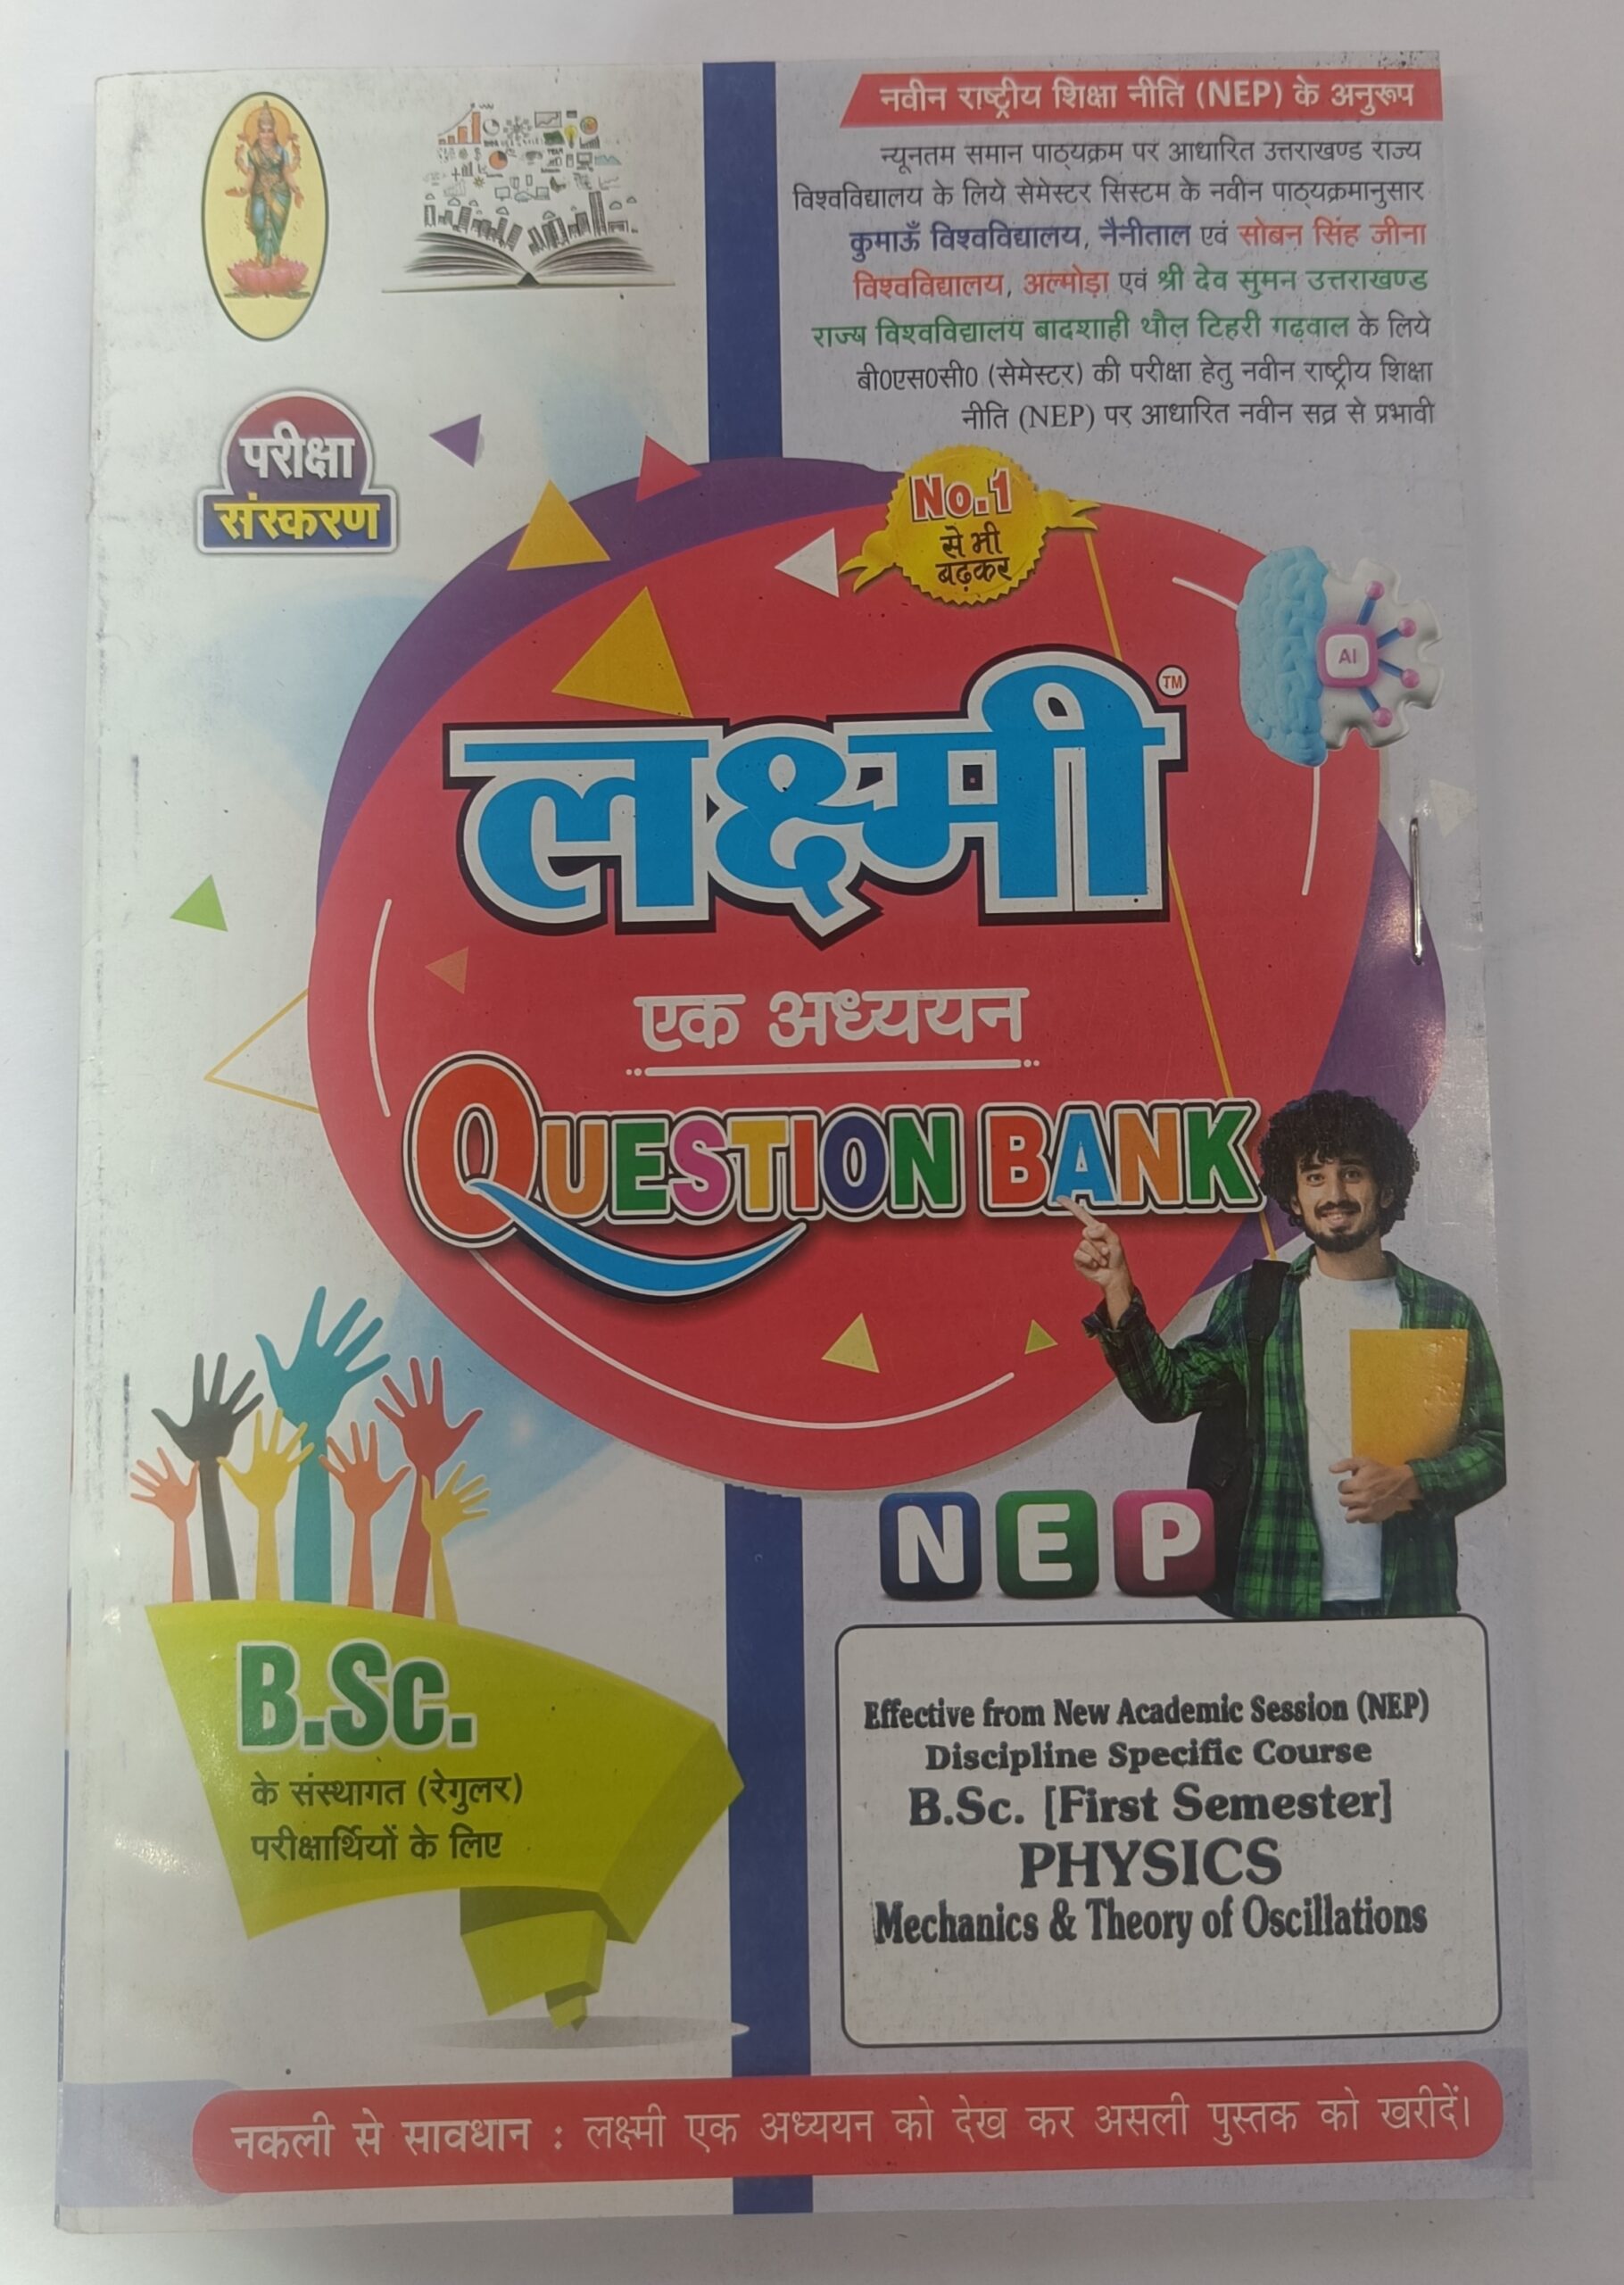 नवीन राष्ट्रीय शिक्षा नीति (NEP) के अनुरूप
न्यूनतम समान पाठ्यक्रम पर आधारित उत्तराखण्ड राज्य
विश्वविद्यालय के लिये सेमेस्टर सिस्टम के नवीन पाठ्यक्रमानुसार
कुमाऊँ विश्वविद्यालय, नैनीताल एवं सोबन सिंह जीना
विश्वविद्यालय, अल्मोड़ा एवं श्री देव सुमन उत्तराखण्ड
राज्य विश्वविद्यालय बादशाही थौल टिहरी गढ़वाल के लिये
बी0एस0सी0 (सेमेस्टर) की परीक्षा हेतु नवीन राष्ट्रीय शिक्षा
नीति (NEP) पर आधारित नवीन सत्र से प्रभावी
परीक्षा
संस्करण
No.1
से भी
बढ़कर
AI
लक्ष्मी TM
एक अध्ययन
QUESTION BANK
NEP
B.Sc.
के संस्थागत (रेगुलर)
परीक्षार्थियों के लिए
Effective from New Academic Session (NEP)
Discipline Specific Course
B.Sc. [First Semester]
PHYSICS
Mechanics & Theory of Oscillations
नकली से सावधान : लक्ष्मी एक अध्ययन को देख कर असली पुस्तक को खरीदें।